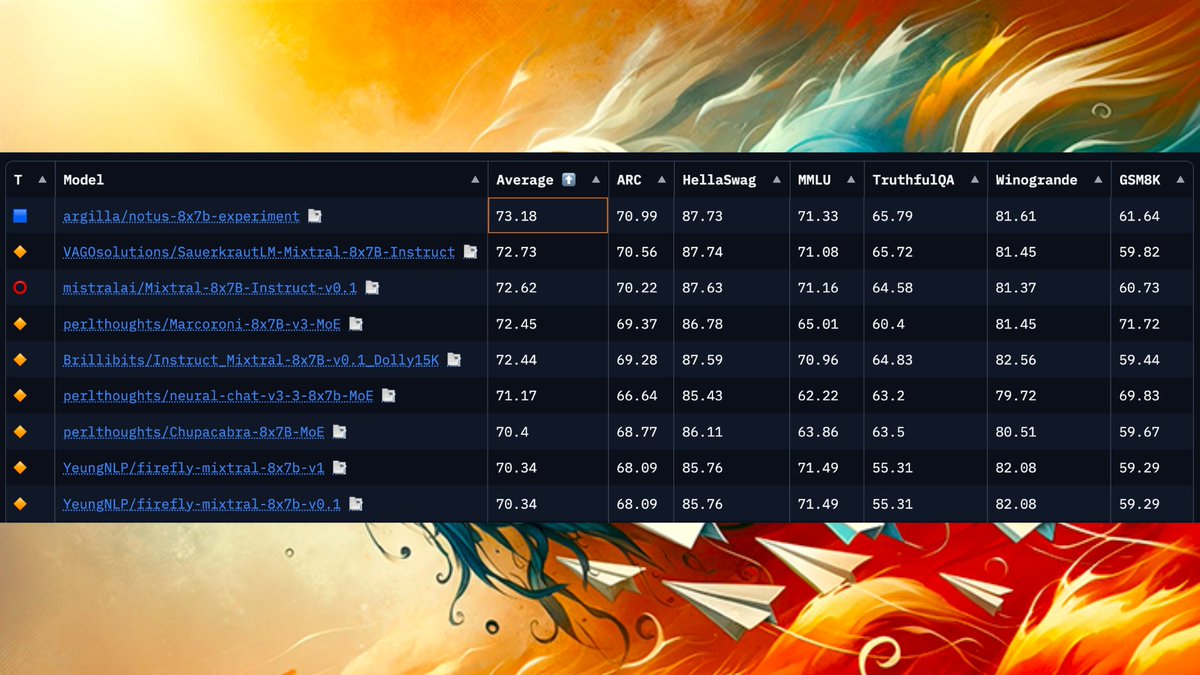 T Model Average ARC HellaSwag MMLU TruthfulQA Winogrande GSM8K
argilla/notus-8x7b-experiment 73.18 70.99 87.73 71.33 65.79 81.61 61.64
VAGOsolutions/SauerkrautLM-Mixtral-8x7B-Instruct 72.73 70.56 87.74 71.08 65.72 81.45 59.82
mistralai/Mixtral-8x7B-Instruct-v0.1 72.62 70.22 87.63 71.16 64.58 81.37 60.73
perlthoughts/Marcoroni-8x7B-v3-MoE 72.45 69.37 86.78 65.01 60.4 81.45 71.72
Brillibits/Instruct_Mixtral-8x7B-v0.1_Dolly15K 72.44 69.28 87.59 70.96 64.83 82.56 59.44
perlthoughts/neural-chat-v3-3-8x7b-MoE 71.17 66.64 85.43 62.22 63.2 79.72 69.83
perlthoughts/Chupacabra-8x7B-MoE 70.4 68.77 86.11 63.86 63.5 80.51 59.67
YeungNLP/firefly-mixtral-8x7b-v1 70.34 68.09 85.76 71.49 55.31 82.08 59.29
YeungNLP/firefly-mixtral-8x7b-v0.1 70.34 68.09 85.76 71.49 55.31 82.08 59.29